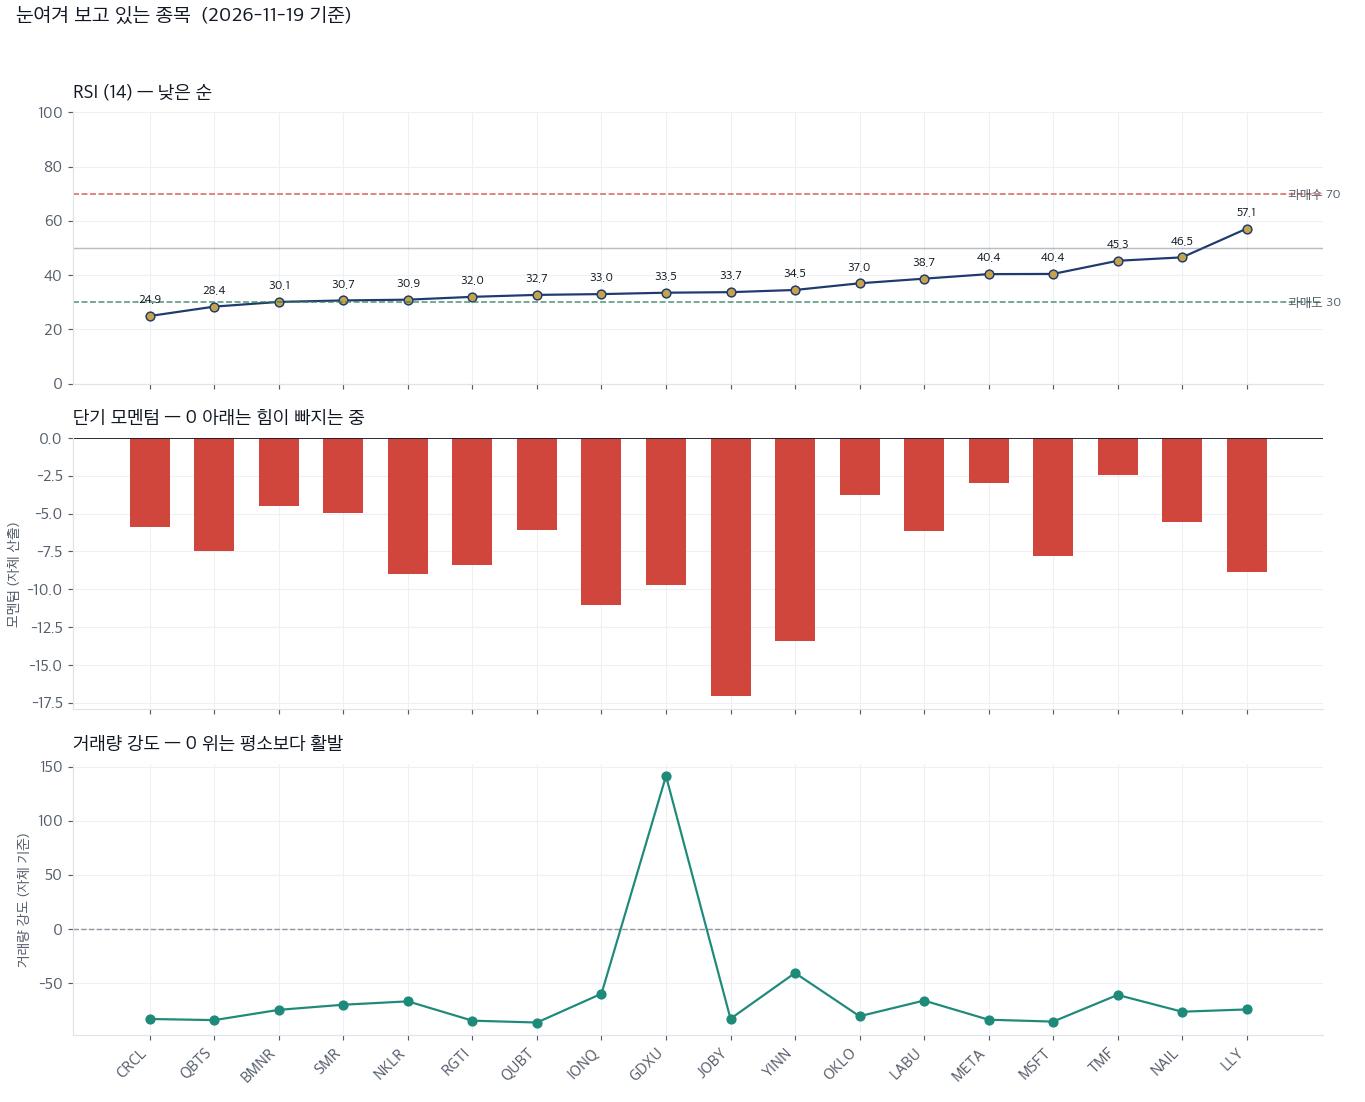 눈여겨 보고 있는 종목 (2026-11-19 기준)
RSI (14) — 낮은 순
100
80
60
40
20
0
과매수 70
과매도 30
24.9 28.4 30.1 30.7 30.9 32.0 32.7 33.0 33.5 33.7 34.5 37.0 38.7 40.4 40.4 45.3 46.5 57.1
단기 모멘텀 — 0 아래는 힘이 빠지는 중
모멘텀 (자체 산출)
0.0
-2.5
-5.0
-7.5
-10.0
-12.5
-15.0
-17.5
거래량 강도 — 0 위는 평소보다 활발
거래량 강도 (자체 기준)
150
100
50
0
-50
CRCL QBTS BMNR SMR NKLR RGTI QUBT IONQ GDXU JOBY YINN OKLO LABU META MSFT TMF NAIL LLY